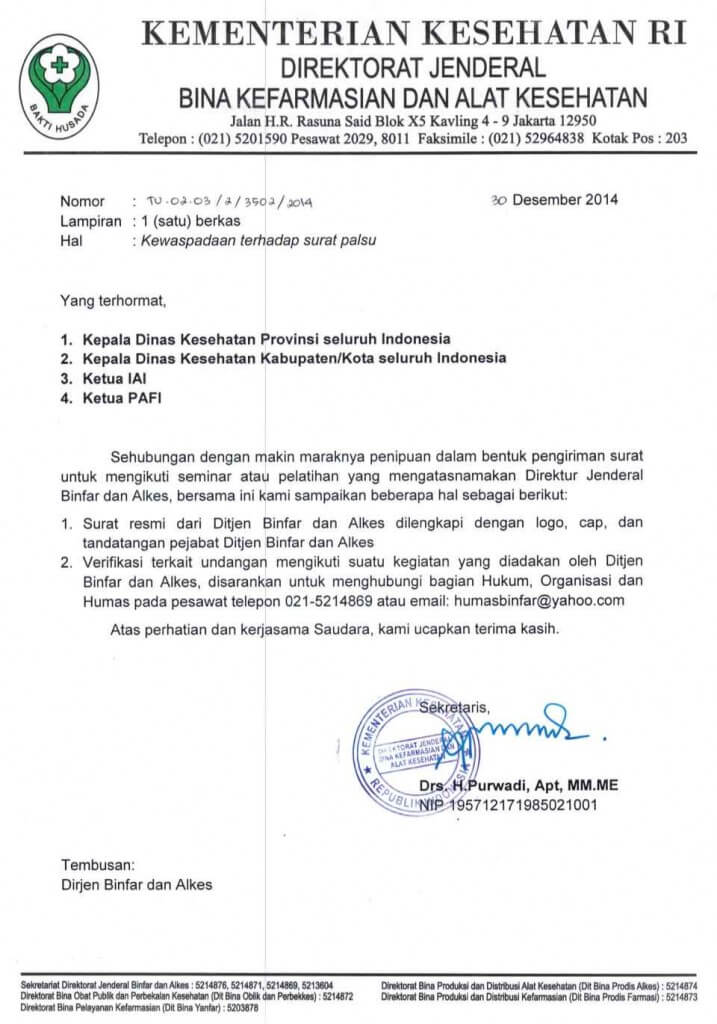 KEMENTERIAN KESEHATAN RI
DIREKTORAT JENDERAL
BINA KEFARMASIAN DAN ALAT KESEHATAN
Jalan H.R. Rasuna Said Blok X5 Kavling 4 - 9 Jakarta 12950
Telepon : (021) 5201590 Pesawat 2029, 8011 Faksimile : (021) 52964838 Kotak Pos : 203
BAKTI HUSADA
Nomor : TU.02.03/2/3502/2014 30 Desember 2014
Lampiran : 1 (satu) berkas
Hal : Kewaspadaan terhadap surat palsu
Yang terhormat,
1. Kepala Dinas Kesehatan Provinsi seluruh Indonesia
2. Kepala Dinas Kesehatan Kabupaten/Kota seluruh Indonesia
3. Ketua IAI
4. Ketua PAFI
Sehubungan dengan makin maraknya penipuan dalam bentuk pengiriman surat
untuk mengikuti seminar atau pelatihan yang mengatasnamakan Direktur Jenderal
Binfar dan Alkes, bersama ini kami sampaikan beberapa hal sebagai berikut:
1. Surat resmi dari Ditjen Binfar dan Alkes dilengkapi dengan logo, cap, dan
tandatangan pejabat Ditjen Binfar dan Alkes
2. Verifikasi terkait undangan mengikuti suatu kegiatan yang diadakan oleh Ditjen
Binfar dan Alkes, disarankan untuk menghubungi bagian Hukum, Organisasi dan
Humas pada pesawat telepon 021-5214869 atau email: humasbinfar@yahoo.com
Atas perhatian dan kerjasama Saudara, kami ucapkan terima kasih.
Sekretaris,
KEMENTERIAN KESEHATAN
DIREKTORAT JENDERAL
BINA KEFARMASIAN DAN
ALAT KESEHATAN
REPUBLIK INDONESIA
Drs. H.Purwadi, Apt, MM.ME
NIP 195712171985021001
Tembusan:
Dirjen Binfar dan Alkes
Sekretariat Direktorat Jenderal Binfar dan Alkes : 5214876, 5214871, 5214869, 5213604
Direktorat Bina Obat Publik dan Perbekalan Kesehatan (Dit Bina Oblik dan Perbekkes) : 5214872
Direktorat Bina Pelayanan Kefarmasian (Dit Bina Yanfar) : 5203878
Direktorat Bina Produksi dan Distribusi Alat Kesehatan (Dit Bina Prodis Alkes) : 5214874
Direktorat Bina Produksi dan Distribusi Kefarmasian (Dit Bina Prodis Farmasi) : 5214873